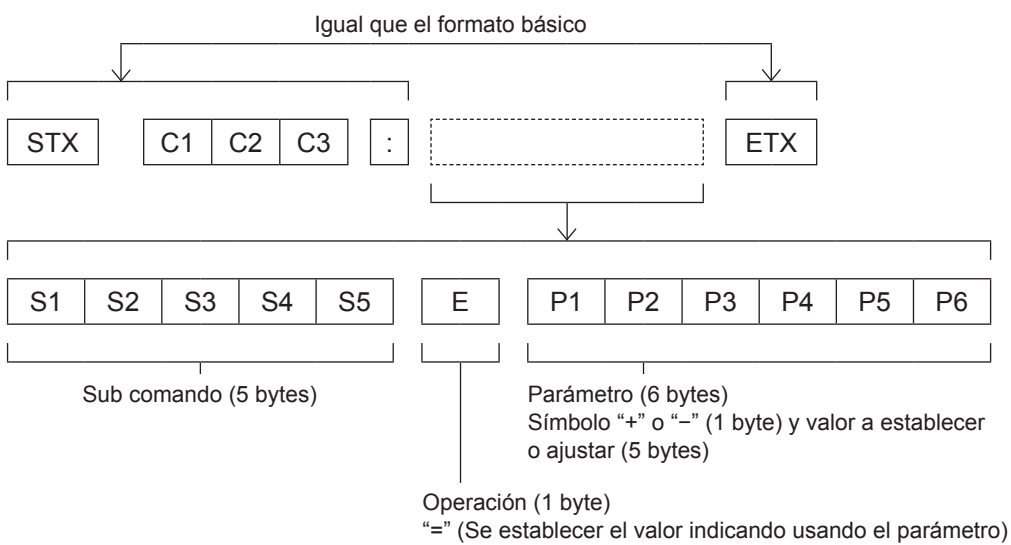 Igual que el formato básico
STX C1 C2 C3 : ETX
S1 S2 S3 S4 S5 E P1 P2 P3 P4 P5 P6
Sub comando (5 bytes)
Parámetro (6 bytes)
Símbolo “+” o “−” (1 byte) y valor a establecer
o ajustar (5 bytes)
Operación (1 byte)
“=” (Se establecer el valor indicando usando el parámetro)